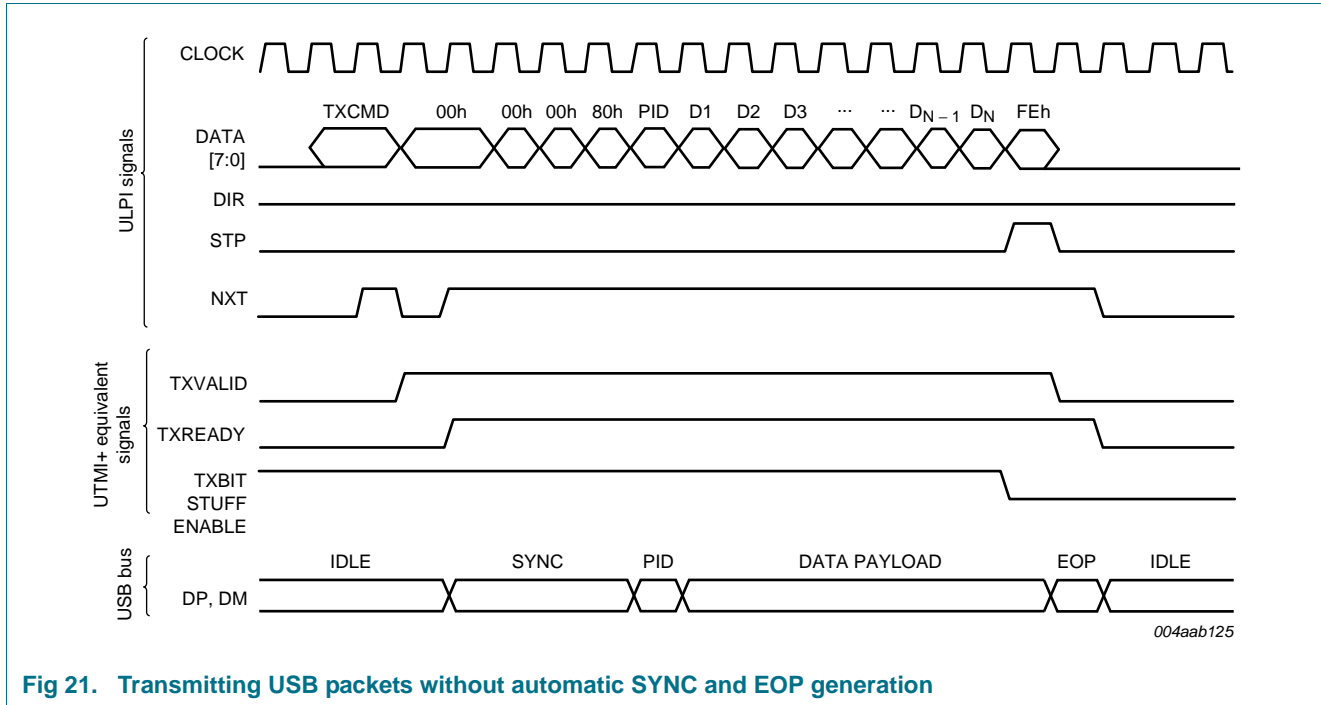 CLOCK
TXCMD 00h 00h 00h 80h PID D1 D2 D3 ... ... DN – 1 DN FEh
DATA
[7:0]
DIR
STP
NXT
ULPI signals
TXVALID
TXREADY
TXBIT
STUFF
ENABLE
UTMI+ equivalent
signals
IDLE SYNC PID DATA PAYLOAD EOP IDLE
DP, DM
USB bus
004aab125
Fig 21. Transmitting USB packets without automatic SYNC and EOP generation